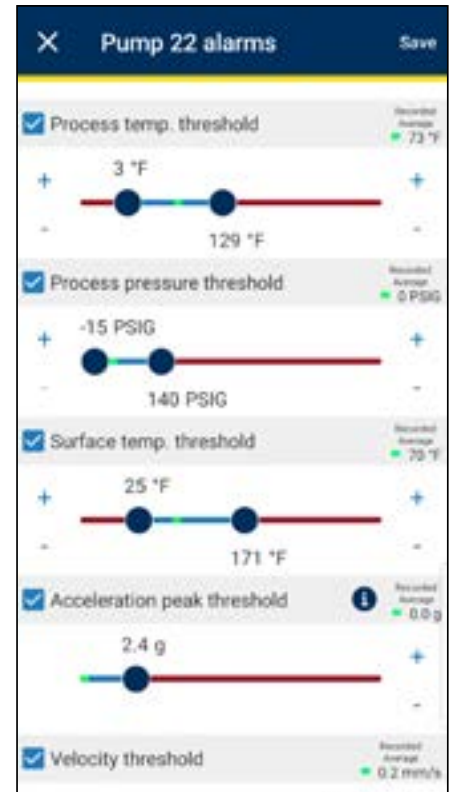 × Pump 22 alarms Save
Process temp. threshold
Recorded
Average
73 °F
+ 3 °F +
- 129 °F -
Process pressure threshold
Recorded
Average
0 PSIG
+ -15 PSIG +
- 140 PSIG -
Surface temp. threshold
Recorded
Average
70 °F
+ 25 °F +
- 171 °F -
Acceleration peak threshold i
Recorded
Average
0.0 g
2.4 g +
-
Velocity threshold
Recorded
Average
0.2 mm/s